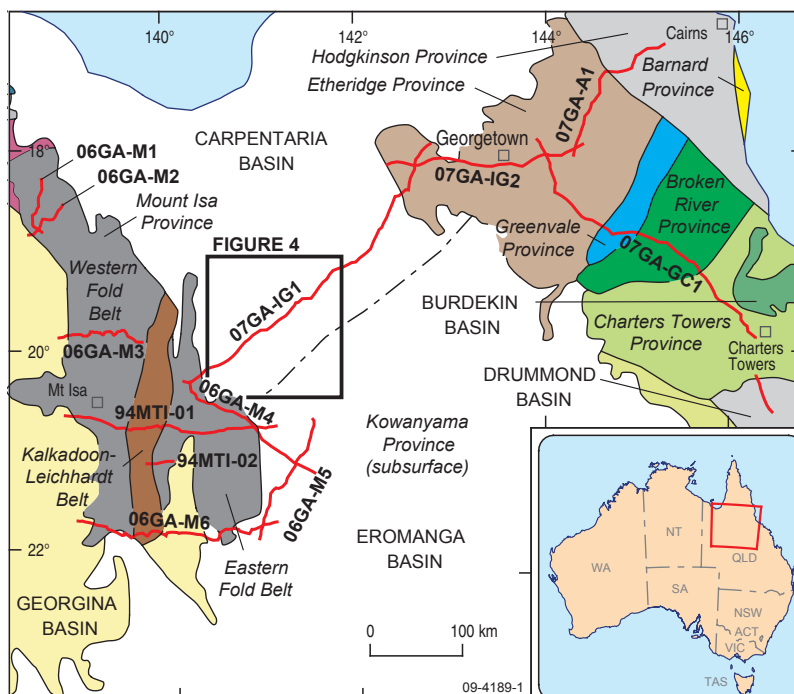 140°
142°
144°
146°
Cairns
Hodgkinson Province
Etheridge Province
Barnard
Province
07GA-A1
Georgetown
CARPENTARIA
BASIN
18°
06GA-M1
06GA-M2
Mount Isa
Province
07GA-IG2
Broken
River
Province
Greenvale
Province
07GA-GC1
FIGURE 4
Western
Fold
Belt
07GA-IG1
BURDEKIN
BASIN
Charters Towers
Province
Charters
Towers
20°
06GA-M3
DRUMMOND
BASIN
Mt Isa
06GA-M4
94MTI-01
Kowanyama
Province
(subsurface)
Kalkadoon-
Leichhardt
Belt
94MTI-02
06GA-M5
06GA-M6
22°
EROMANGA
BASIN
Eastern
Fold Belt
GEORGINA
BASIN
0
100 km
09-4189-1
NT
QLD
WA
SA
NSW
ACT
VIC
TAS